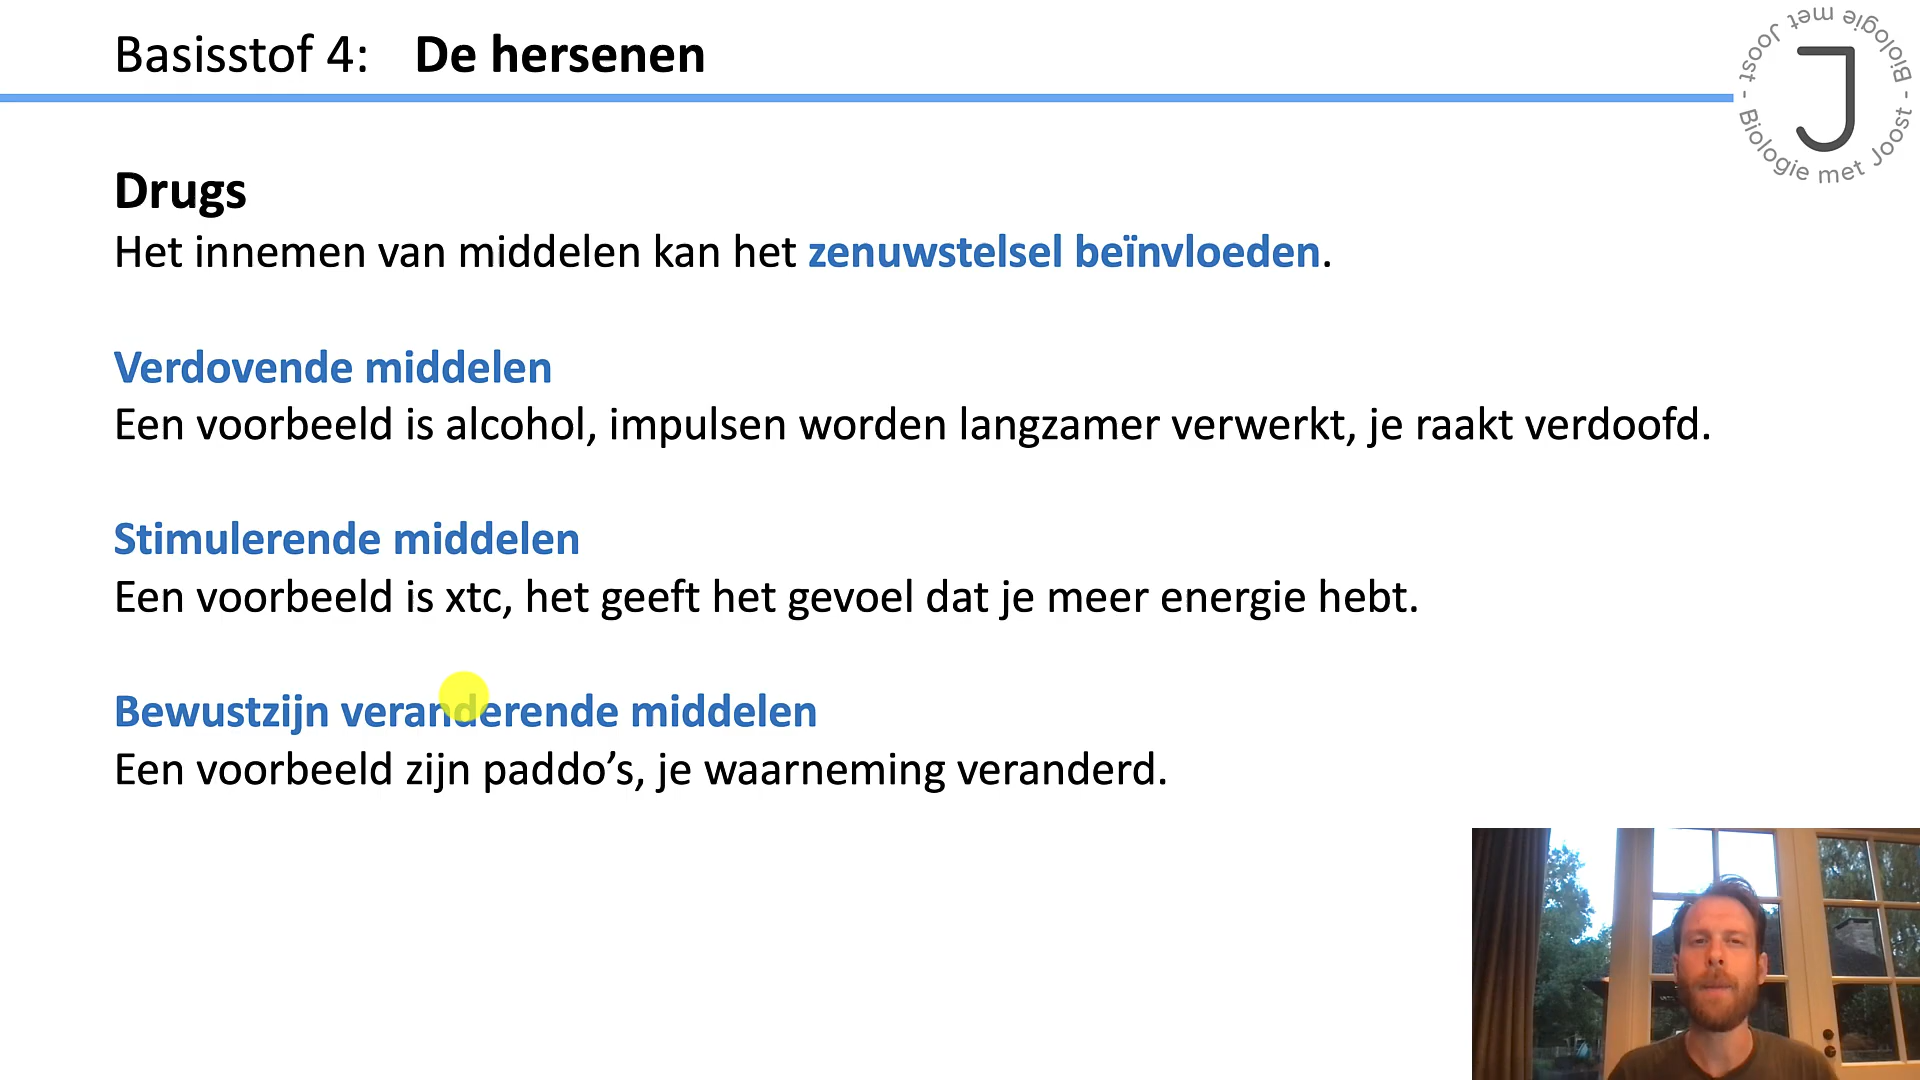 Basisstof 4: De hersenen
Biologie met Joost - Biologie met Joost -
J
Drugs
Het innemen van middelen kan het zenuwstelsel beïnvloeden.
Verdovende middelen
Een voorbeeld is alcohol, impulsen worden langzamer verwerkt, je raakt verdoofd.
Stimulerende middelen
Een voorbeeld is xtc, het geeft het gevoel dat je meer energie hebt.
Bewustzijn veranderende middelen
Een voorbeeld zijn paddo’s, je waarneming veranderd.